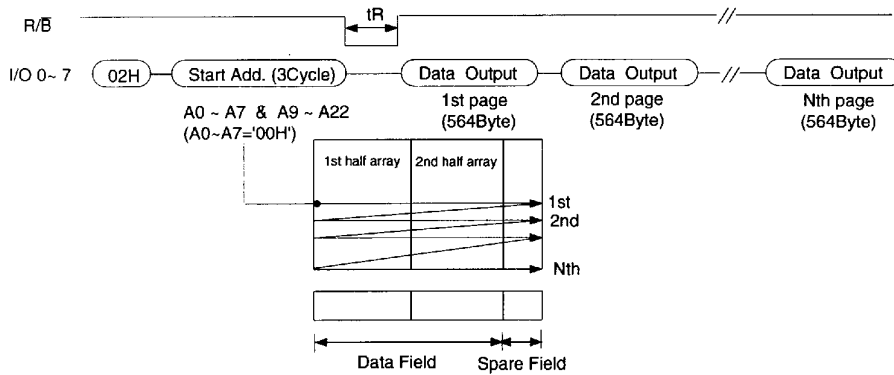 tR
R/B̅
I/O 0~ 7 02H Start Add. (3Cycle) Data Output Data Output Data Output
A0 ~ A7 & A9 ~ A22 1st page 2nd page Nth page
(A0~A7='00H') (564Byte) (564Byte) (564Byte)
1st half array 2nd half array
1st
2nd
Nth
Data Field Spare Field